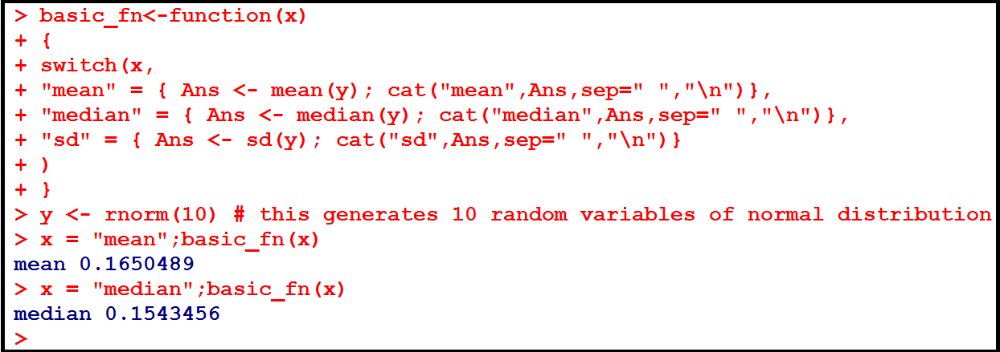 > basic_fn<-function(x)
+ {
+ switch(x,
+ "mean" = { Ans <- mean(y); cat("mean",Ans,sep=" ","\n")},
+ "median" = { Ans <- median(y); cat("median",Ans,sep=" ","\n")},
+ "sd" = { Ans <- sd(y); cat("sd",Ans,sep=" ","\n")}
+ )
+ }
> y <- rnorm(10) # this generates 10 random variables of normal distribution
> x = "mean";basic_fn(x)
mean 0.1650489
> x = "median";basic_fn(x)
median 0.1543456
>